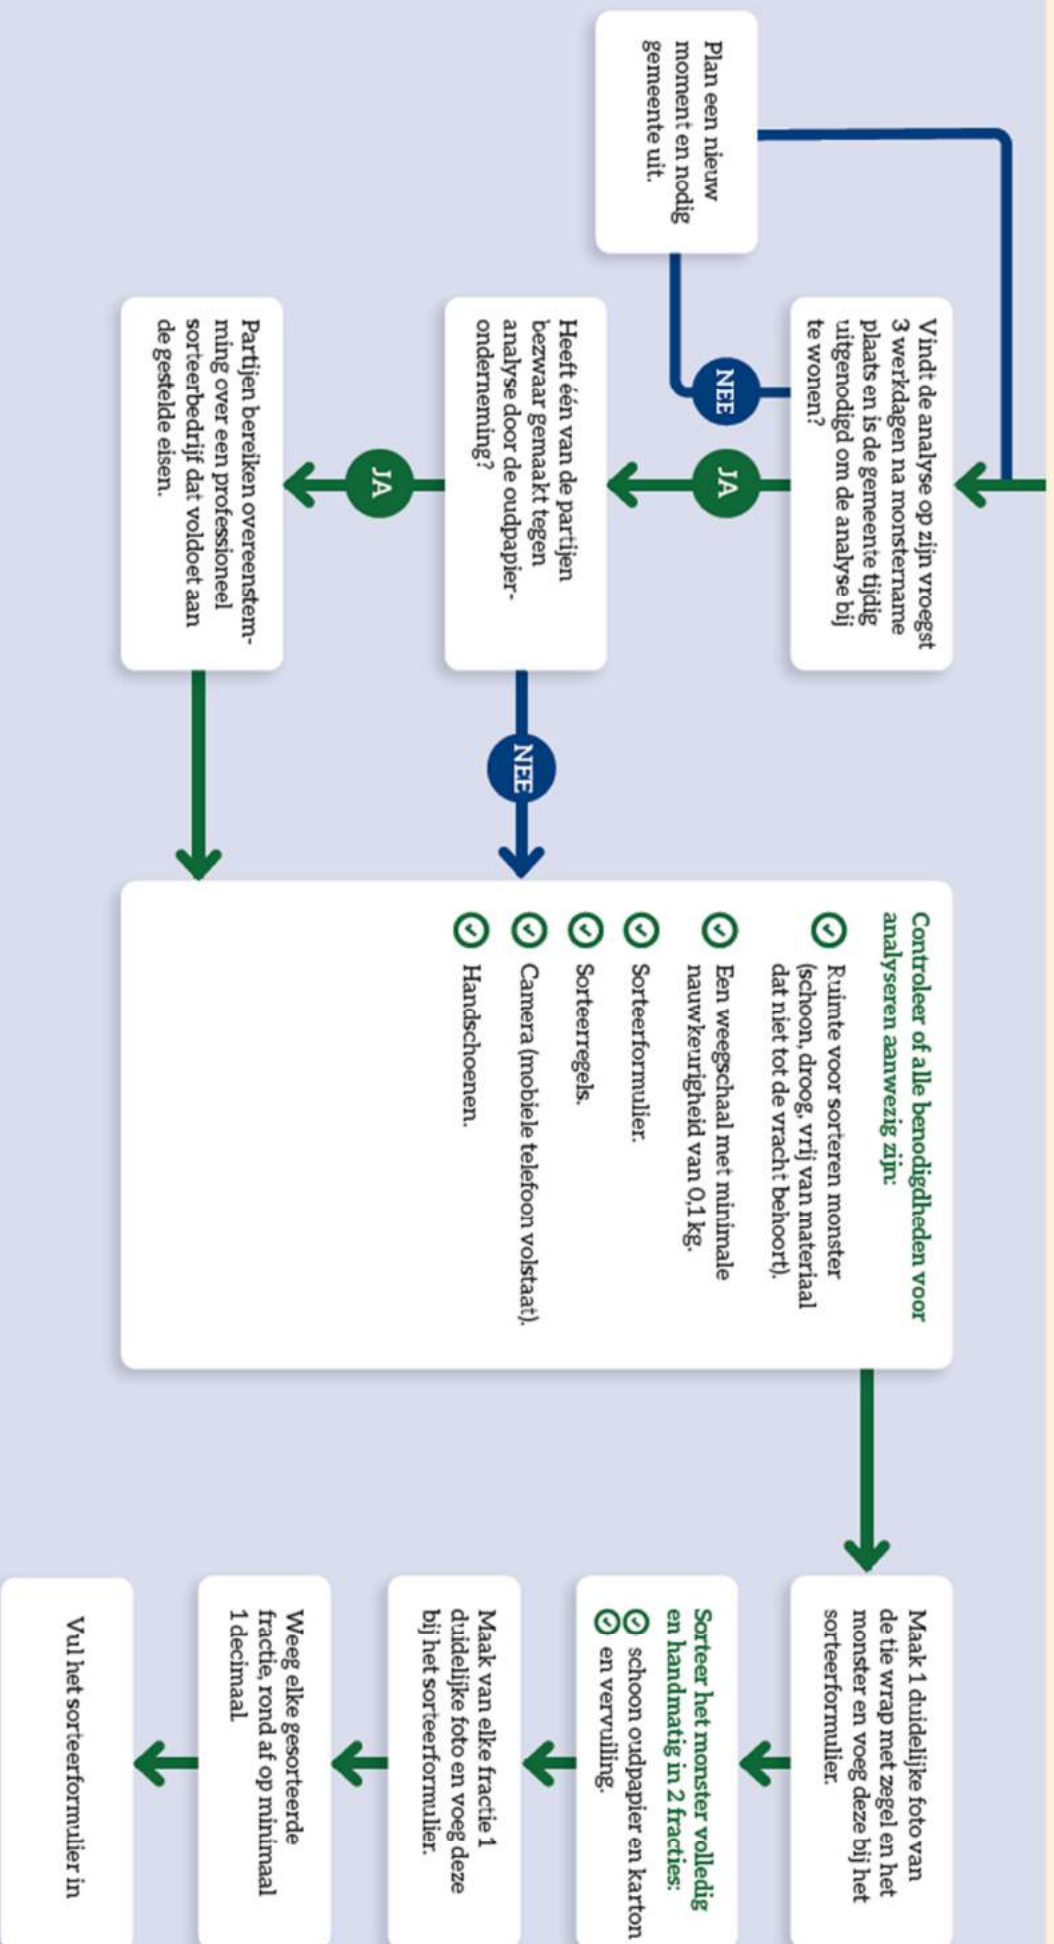 Plan een nieuw
moment en nodig
gemeente uit.
Vindt de analyse op zijn vroegst
3 werkdagen na monstername
plaats en is de gemeente tijdig
uitgenodigd om de analyse bij
te wonen?
NEE
JA
Heeft één van de partijen
bezwaar gemaakt tegen
analyse door de oudpapier-
onderneming?
NEE
JA
Partijen bereiken overeenstem-
ming over een professioneel
sorteerbedrijf dat voldoet aan
de gestelde eisen.
Controleer of alle benodigdheden voor
analyseren aanwezig zijn:
Ruimte voor sorteren monster
(schoon, droog, vrij van materiaal
dat niet tot de vracht behoort).
Een weegschaal met minimale
nauwkeurigheid van 0,1 kg.
Sorteerformulier.
Sorteerregels.
Camera (mobiele telefoon volstaat).
Handschoenen.
Maak 1 duidelijke foto van
de tie wrap met zegel en het
monster en voeg deze bij het
sorteerformulier.
Sorteer het monster volledig
en handmatig in 2 fracties:
schoon oudpapier en karton
en vervuiling.
Maak van elke fractie 1
duidelijke foto en voeg deze
bij het sorteerformulier.
Weeg elke gesorteerde
fractie, rond af op minimaal
1 decimaal.
Vul het sorteerformulier in